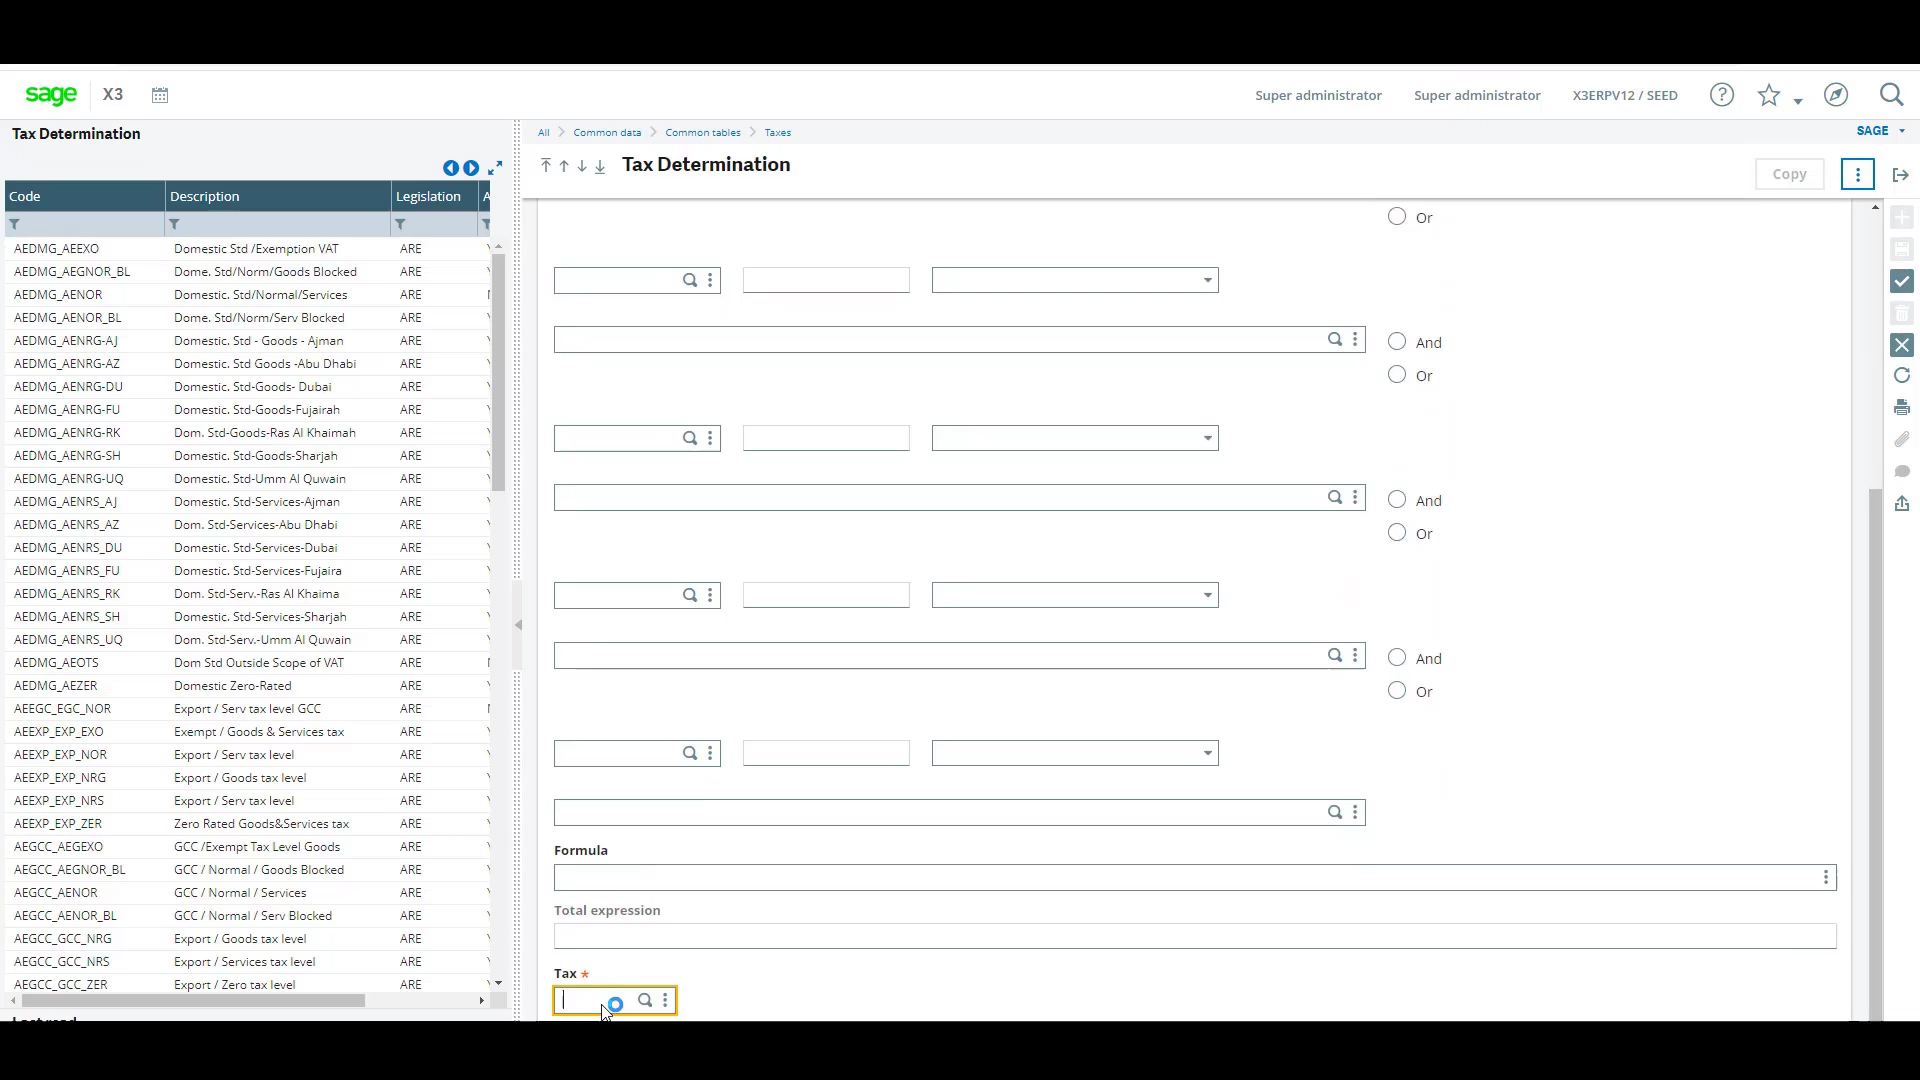 sage X3
Super administrator Super administrator X3ERPV12 / SEED
Tax Determination
All Common data Common tables Taxes
SAGE
Tax Determination
Copy
Code Description Legislation A
AEDMG_AEEXO Domestic Std /Exemption VAT ARE
AEDMG_AEGNOR_BL Dome. Std/Norm/Goods Blocked ARE
AEDMG_AENOR Domestic. Std/Normal/Services ARE
AEDMG_AENOR_BL Dome. Std/Norm/Serv Blocked ARE
AEDMG_AENRG-AJ Domestic. Std - Goods - Ajman ARE
AEDMG_AENRG-AZ Domestic. Std Goods -Abu Dhabi ARE
AEDMG_AENRG-DU Domestic. Std-Goods- Dubai ARE
AEDMG_AENRG-FU Domestic. Std-Goods-Fujairah ARE
AEDMG_AENRG-RK Dom. Std-Goods-Ras Al Khaimah ARE
AEDMG_AENRG-SH Domestic. Std-Goods-Sharjah ARE
AEDMG_AENRG-UQ Domestic. Std-Umm Al Quwain ARE
AEDMG_AENRS_AJ Domestic. Std-Services-Ajman ARE
AEDMG_AENRS_AZ Dom. Std-Services-Abu Dhabi ARE
AEDMG_AENRS_DU Domestic. Std-Services-Dubai ARE
AEDMG_AENRS_FU Domestic. Std-Services-Fujaira ARE
AEDMG_AENRS_RK Dom. Std-Serv.-Ras Al Khaima ARE
AEDMG_AENRS_SH Domestic. Std-Services-Sharjah ARE
AEDMG_AENRS_UQ Dom. Std-Serv.-Umm Al Quwain ARE
AEDMG_AEOTS Dom Std Outside Scope of VAT ARE
AEDMG_AEZER Domestic Zero-Rated ARE
AEEGC_EGC_NOR Export / Serv tax level GCC ARE
AEEXP_EXP_EXO Exempt / Goods & Services tax ARE
AEEXP_EXP_NOR Export / Serv tax level ARE
AEEXP_EXP_NRG Export / Goods tax level ARE
AEEXP_EXP_NRS Export / Serv tax level ARE
AEEXP_EXP_ZER Zero Rated Goods&Services tax ARE
AEGCC_AEGEXO GCC /Exempt Tax Level Goods ARE
AEGCC_AEGNOR_BL GCC / Normal / Goods Blocked ARE
AEGCC_AENOR GCC / Normal / Services ARE
AEGCC_AENOR_BL GCC / Normal / Serv Blocked ARE
AEGCC_GCC_NRG Export / Goods tax level ARE
AEGCC_GCC_NRS Export / Services tax level ARE
AEGCC_GCC_ZER Export / Zero tax level ARE
Last read
Or
And
Or
And
Or
And
Or
Formula
Total expression
Tax *